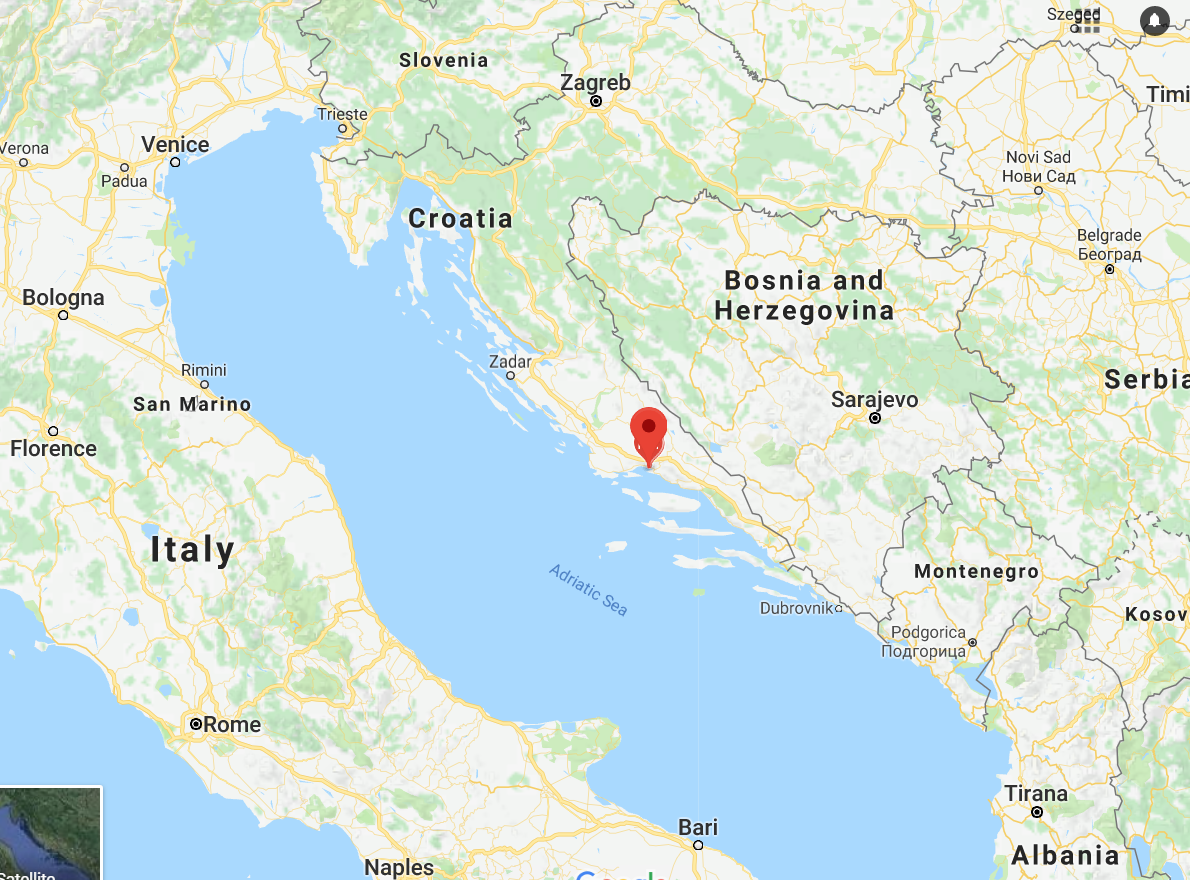 Szeged
Slovenia
Zagreb
Timi
Trieste
Venice
Verona
Padua
Novi Sad
Нови Сад
Croatia
Belgrade
Београд
Bosnia and
Herzegovina
Bologna
Zadar
Rimini
Serbia
San Marino
Sarajevo
Florence
Italy
Adriatic Sea
Montenegro
Dubrovnik
Kosov
Podgorica
Подгорица
Rome
Tirana
Bari
Albania
Naples
Google
Satellite